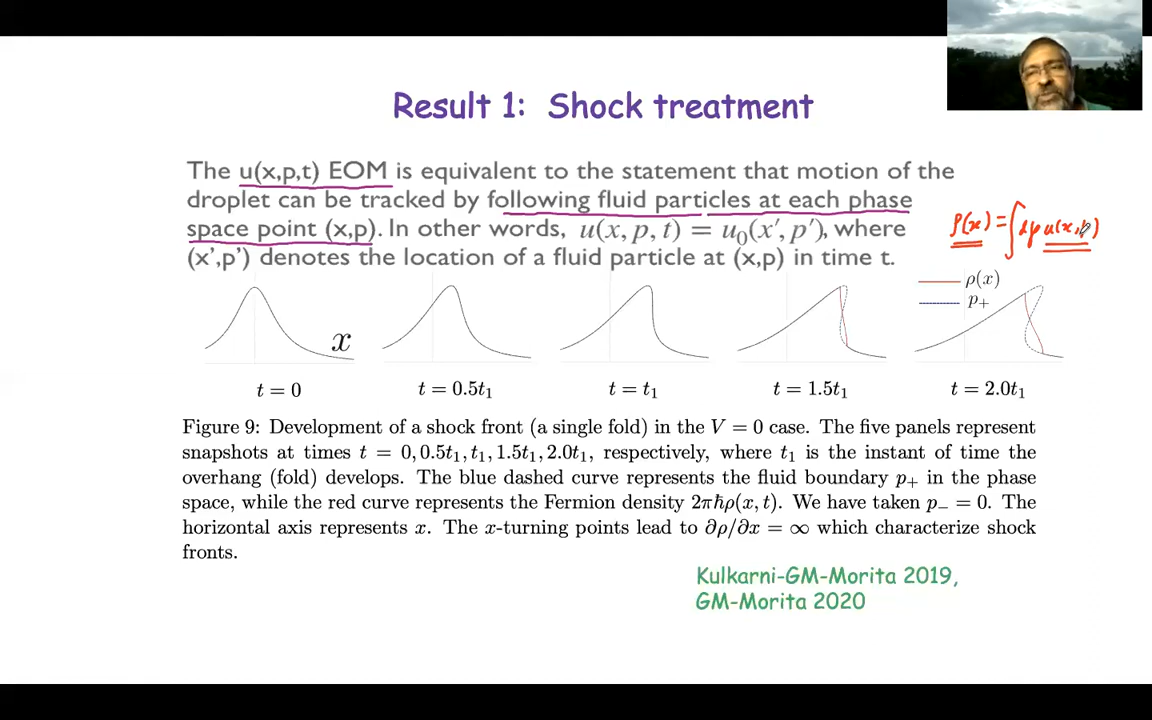 Result 1: Shock treatment
The u(x,p,t) EOM is equivalent to the statement that motion of the
droplet can be tracked by following fluid particles at each phase
space point (x,p). In other words, u(x, p, t) = u₀(x′, p′), where
(x',p') denotes the location of a fluid particle at (x,p) in time t.
ρ(x) = ∫dp u(x,p)
ρ(x)
p₊
x
t = 0
t = 0.5t₁
t = t₁
t = 1.5t₁
t = 2.0t₁
Figure 9: Development of a shock front (a single fold) in the V = 0 case. The five panels represent
snapshots at times t = 0, 0.5t₁, t₁, 1.5t₁, 2.0t₁, respectively, where t₁ is the instant of time the
overhang (fold) develops. The blue dashed curve represents the fluid boundary p₊ in the phase
space, while the red curve represents the Fermion density 2πħρ(x, t). We have taken p₋ = 0. The
horizontal axis represents x. The x-turning points lead to ∂ρ/∂x = ∞ which characterize shock
fronts.
Kulkarni-GM-Morita 2019,
GM-Morita 2020